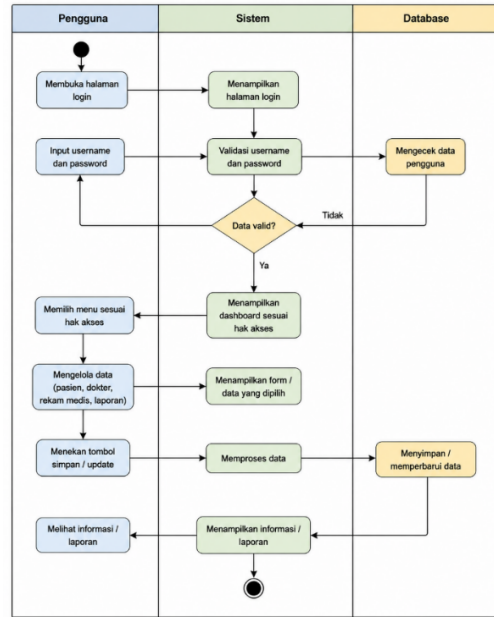 Pengguna
Sistem
Database
Membuka halaman
login
Menampilkan
halaman login
Input username
dan password
Validasi username
dan password
Mengecek data
pengguna
Data valid?
Tidak
Ya
Memilih menu sesuai
hak akses
Menampilkan
dashboard sesuai
hak akses
Mengelola data
(pasien, dokter,
rekam medis, laporan)
Menampilkan form /
data yang dipilih
Menekan tombol
simpan / update
Memproses data
Menyimpan /
memperbarui data
Melihat informasi /
laporan
Menampilkan informasi /
laporan